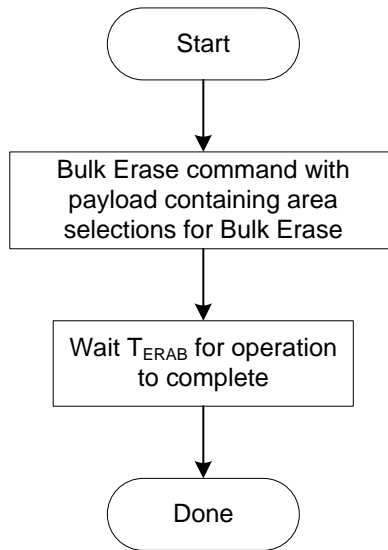 Start
Bulk Erase command with
payload containing area
selections for Bulk Erase
Wait TERAB for operation
to complete
Done